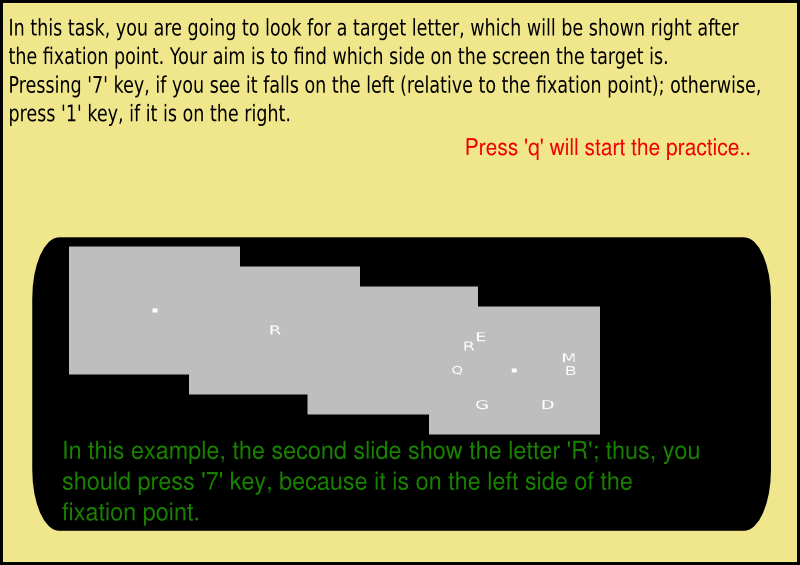 In this task, you are going to look for a target letter, which will be shown right after
the fixation point. Your aim is to find which side on the screen the target is.
Pressing '7' key, if you see it falls on the left (relative to the fixation point); otherwise,
press '1' key, if it is on the right.
Press 'q' will start the practice..
R
E
R
M
Q
B
G D
In this example, the second slide show the letter 'R'; thus, you
should press '7' key, because it is on the left side of the
fixation point.